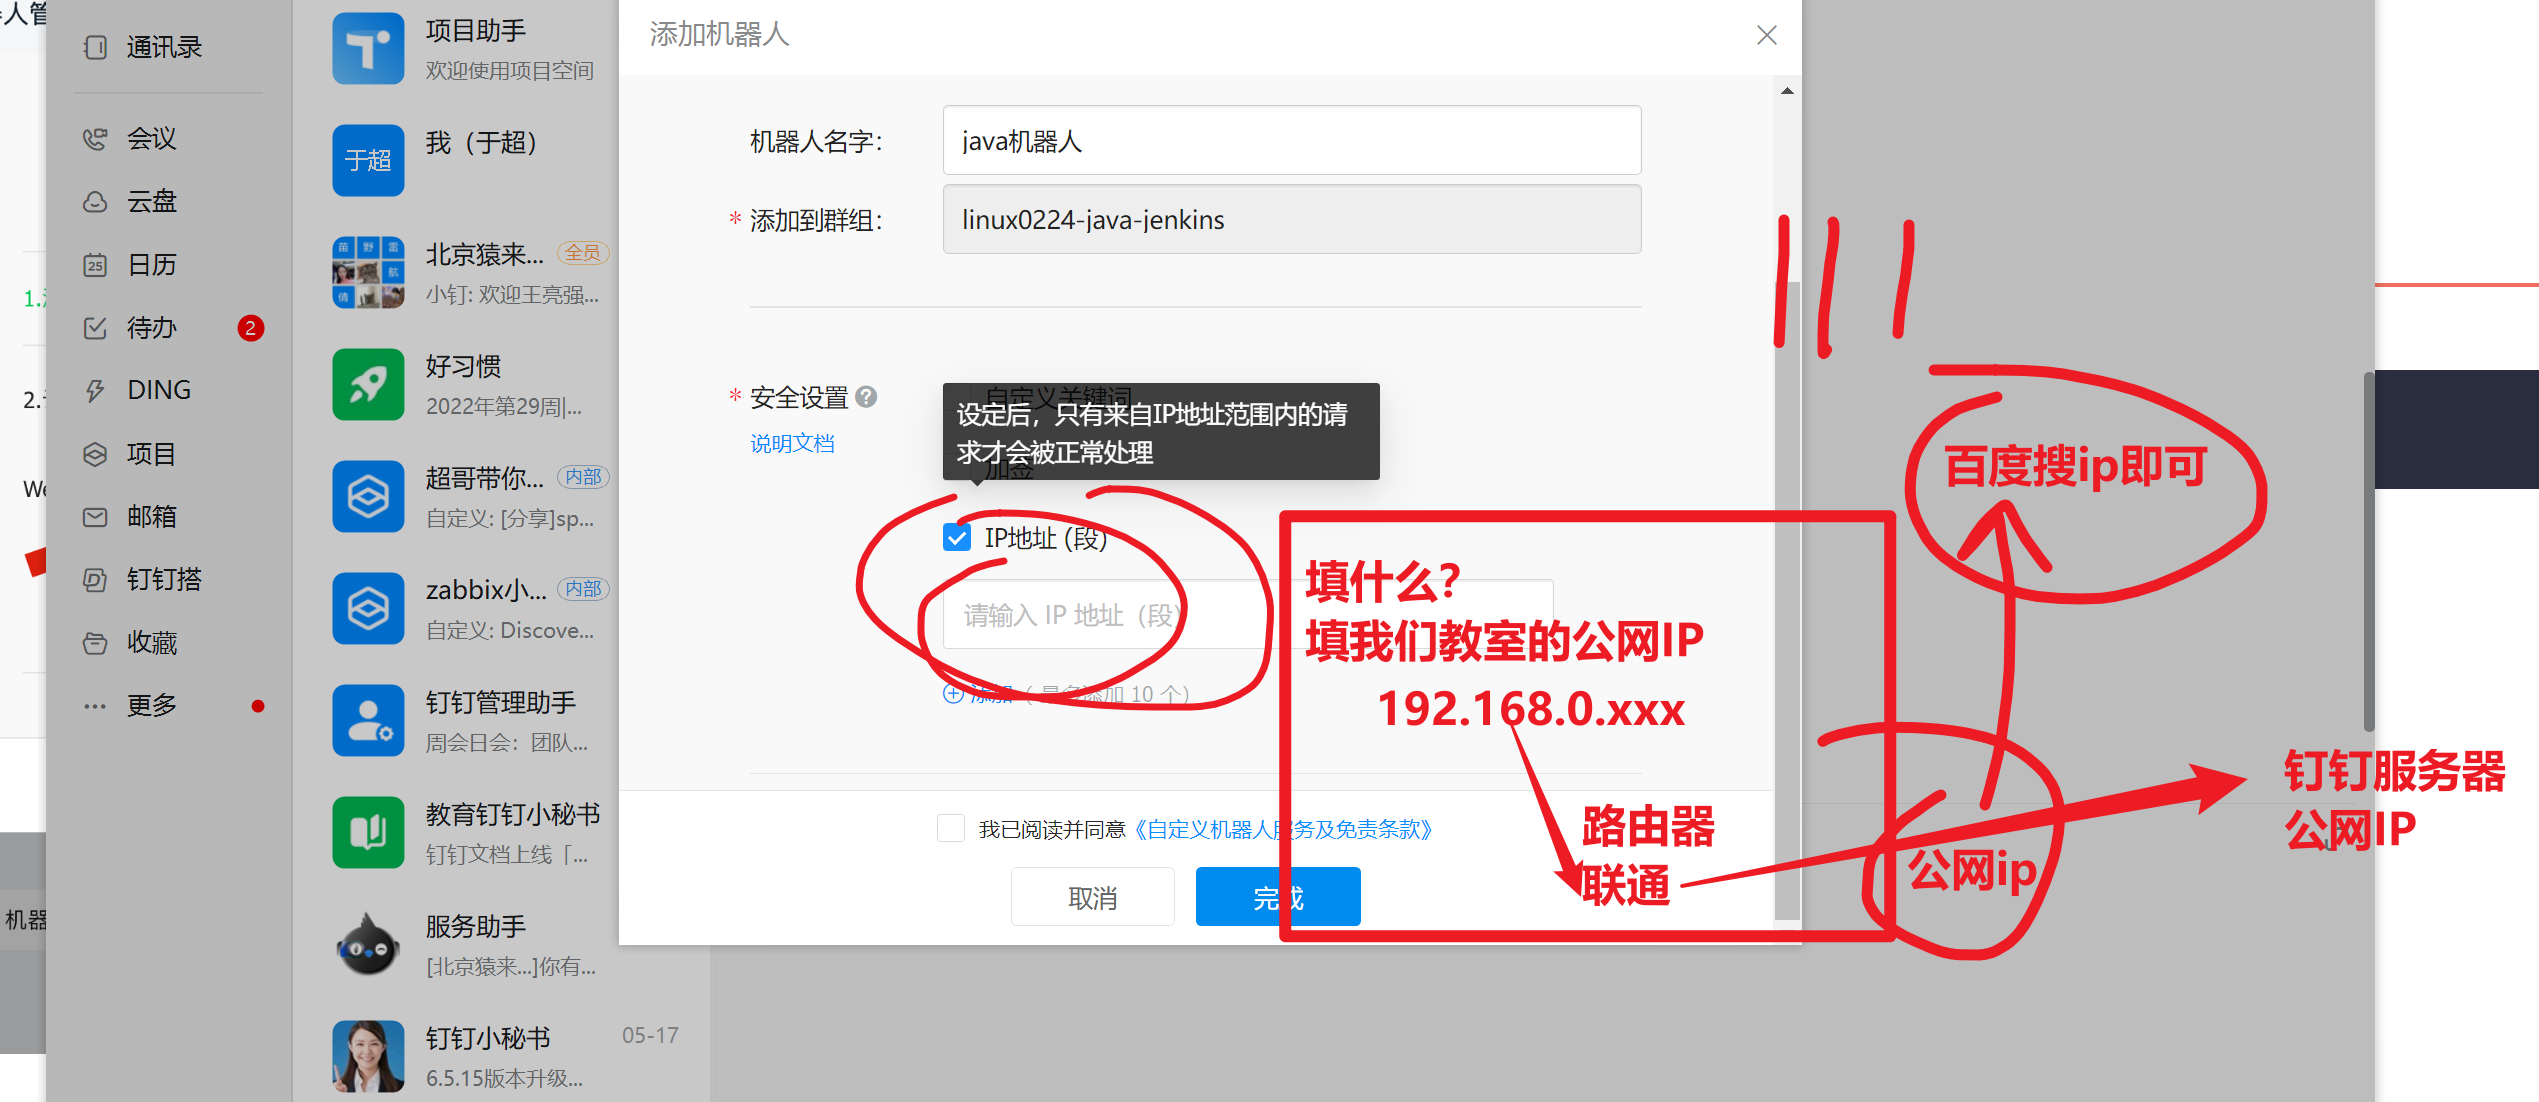 人管
1.
2.
We
机器
通讯录
会议
云盘
25
日历
待办
2
DING
项目
邮箱
钉钉搭
收藏
更多
项目助手
欢迎使用项目空间
于超
我（于超）
苗 野 雷
航
倩
北京猿来...
全员
小钉: 欢迎王亮强...
好习惯
2022年第29周|...
超哥带你...
内部
自定义: [分享]sp...
zabbix小...
内部
自定义: Discove...
钉钉管理助手
周会日会：团队...
教育钉钉小秘书
钉钉文档上线「...
服务助手
[北京猿来...]你有...
钉钉小秘书
05-17
6.5.15版本升级...
添加机器人
机器人名字：
java机器人
* 添加到群组：
linux0224-java-jenkins
* 安全设置
?
说明文档
自定义关键词
设定后，只有来自IP地址范围内的请
求才会被正常处理
加签
IP地址 (段)
请输入 IP 地址（段）
添加（ 最多添加 10 个）
我已阅读并同意《自定义机器人服务及免责条款》
取消
完成
填什么？
填我们教室的公网IP
192.168.0.xxx
路由器
联通
公网ip
百度搜ip即可
钉钉服务器
公网IP